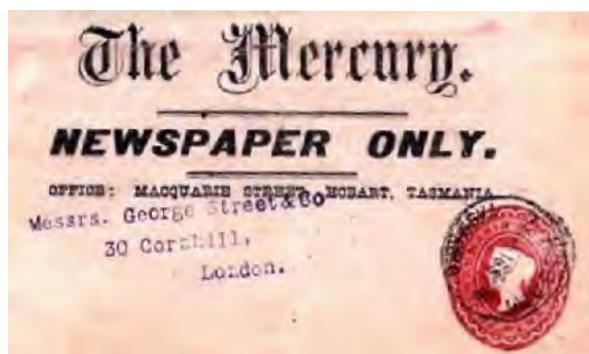 The Mercury.
NEWSPAPER ONLY.
OFFICE: MACQUARIE STREET, HOBART, TASMANIA
Messrs. George Street & Co
30 Cornhill,
London.